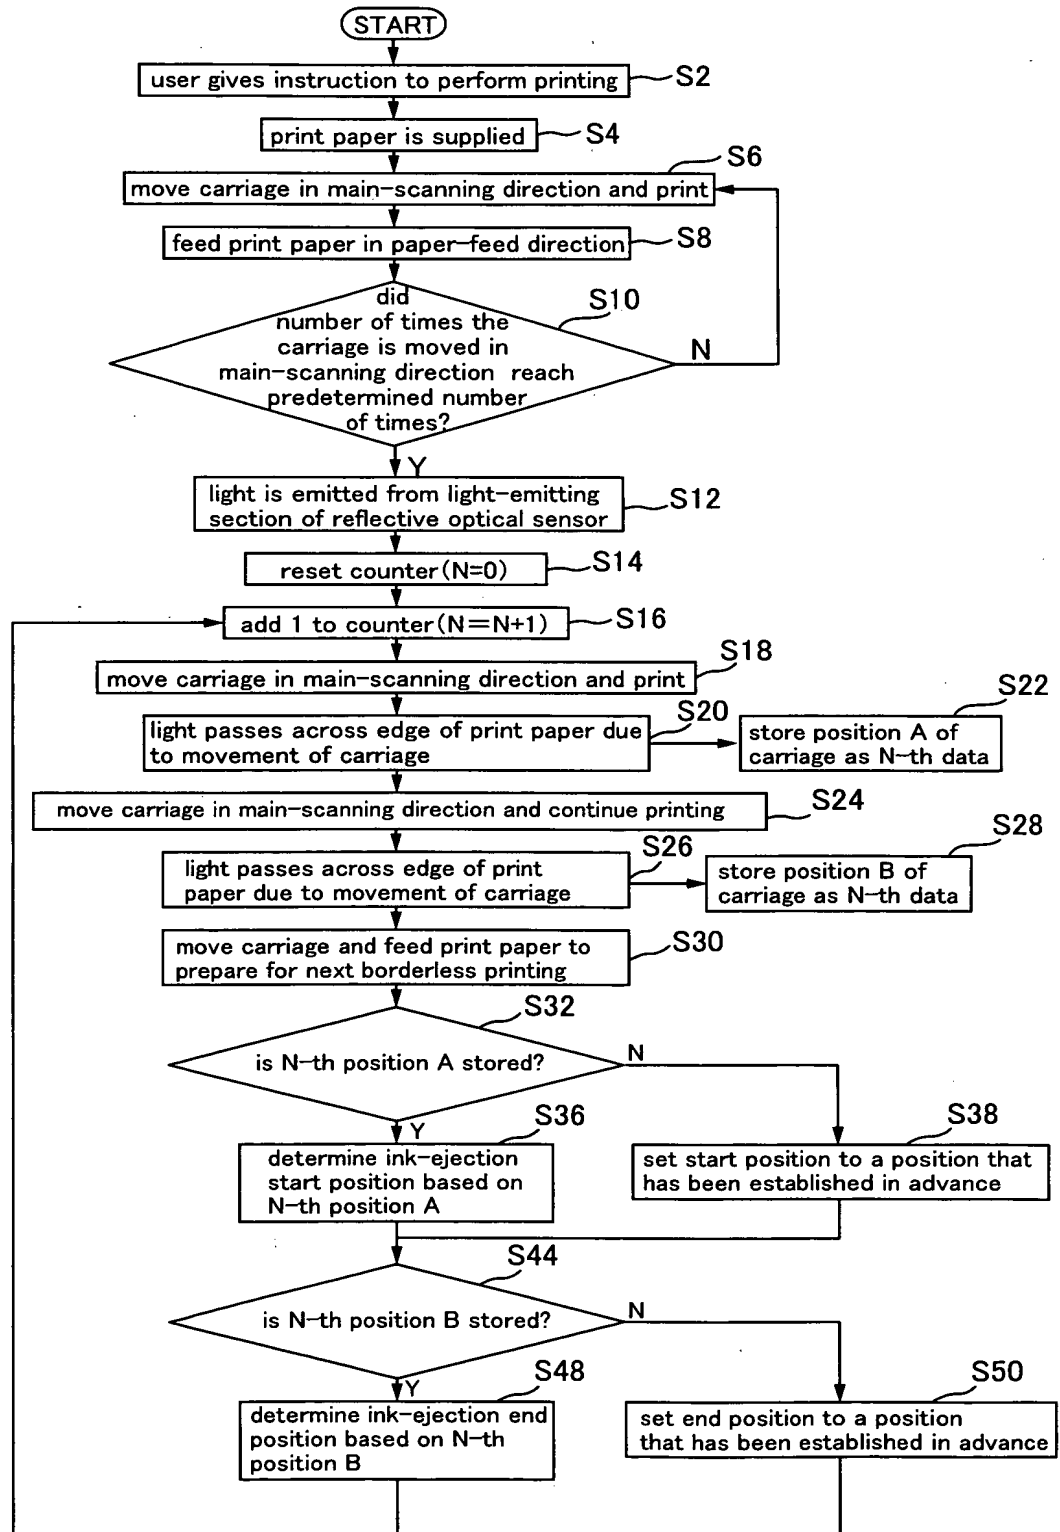 START
user gives instruction to perform printing
S2
print paper is supplied
S4
S6
move carriage in main-scanning direction and print
feed print paper in paper-feed direction
S8
did
number of times the
carriage is moved in
main-scanning direction reach
predetermined number
of times?
S10
N
Y
light is emitted from light-emitting
section of reflective optical sensor
S12
reset counter(N=0)
S14
add 1 to counter(N=N+1)
S16
S18
move carriage in main-scanning direction and print
S20
light passes across edge of print paper due
to movement of carriage
S22
store position A of
carriage as N-th data
S24
move carriage in main-scanning direction and continue printing
S26
light passes across edge of print
paper due to movement of carriage
S28
store position B of
carriage as N-th data
move carriage and feed print paper to
prepare for next borderless printing
S30
S32
is N-th position A stored?
N
Y
S36
determine ink-ejection
start position based on
N-th position A
S38
set start position to a position that
has been established in advance
S44
is N-th position B stored?
N
Y
S48
determine ink-ejection end
position based on N-th
position B
S50
set end position to a position
that has been established in advance